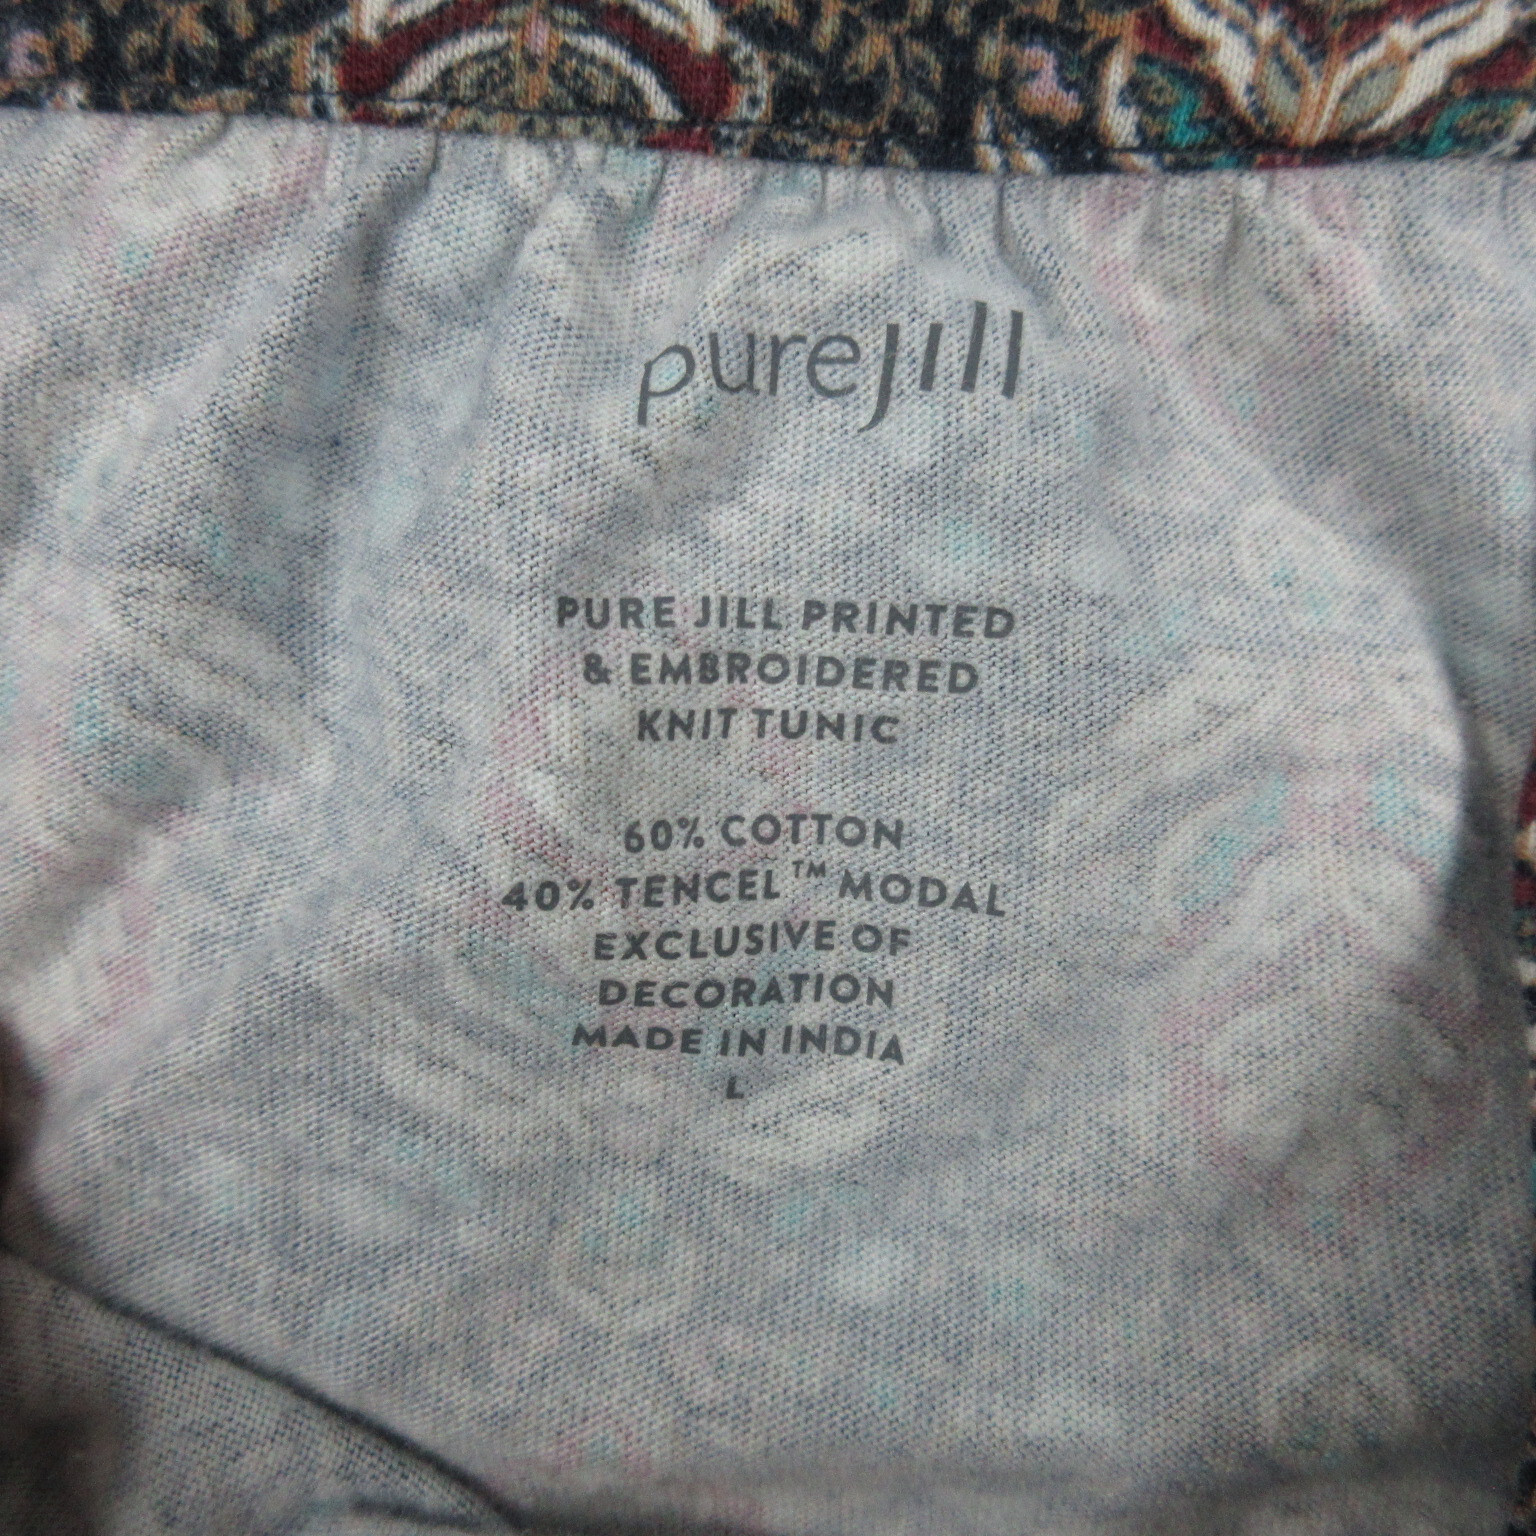 purejill
PURE JILL PRINTED
& EMBROIDERED
KNIT TUNIC
60% COTTON
40% TENCEL™ MODAL
EXCLUSIVE OF
DECORATION
MADE IN INDIA
L